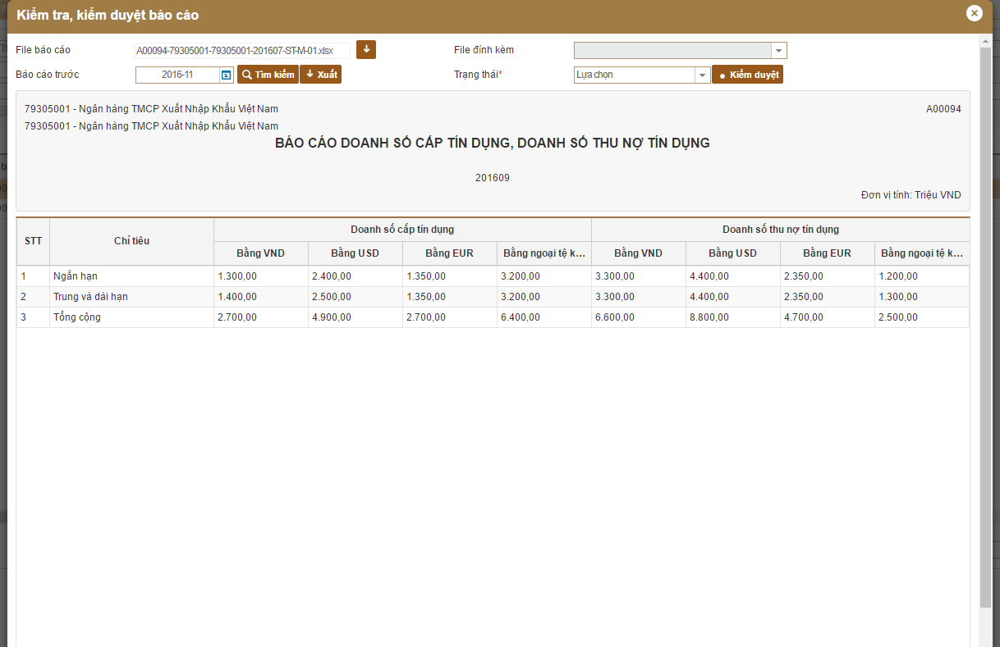 Kiểm tra, kiểm duyệt báo cáo
File báo cáo A00094-79305001-79305001-201607-ST-M-01.xlsx File đính kèm
Báo cáo trước 2016-11 Tìm kiếm Xuất Trạng thái* Lựa chọn Kiểm duyệt
79305001 - Ngân hàng TMCP Xuất Nhập Khẩu Việt Nam A00094
79305001 - Ngân hàng TMCP Xuất Nhập Khẩu Việt Nam
BÁO CÁO DOANH SỐ CẤP TÍN DỤNG, DOANH SỐ THU NỢ TÍN DỤNG
201609
Đơn vị tính: Triệu VND
STT Chỉ tiêu Doanh số cấp tín dụng Doanh số thu nợ tín dụng
Bằng VND Bằng USD Bằng EUR Bằng ngoại tệ k... Bằng VND Bằng USD Bằng EUR Bằng ngoại tệ k...
1 Ngắn hạn 1.300,00 2.400,00 1.350,00 3.200,00 3.300,00 4.400,00 2.350,00 1.200,00
2 Trung và dài hạn 1.400,00 2.500,00 1.350,00 3.200,00 3.300,00 4.400,00 2.350,00 1.300,00
3 Tổng cộng 2.700,00 4.900,00 2.700,00 6.400,00 6.600,00 8.800,00 4.700,00 2.500,00